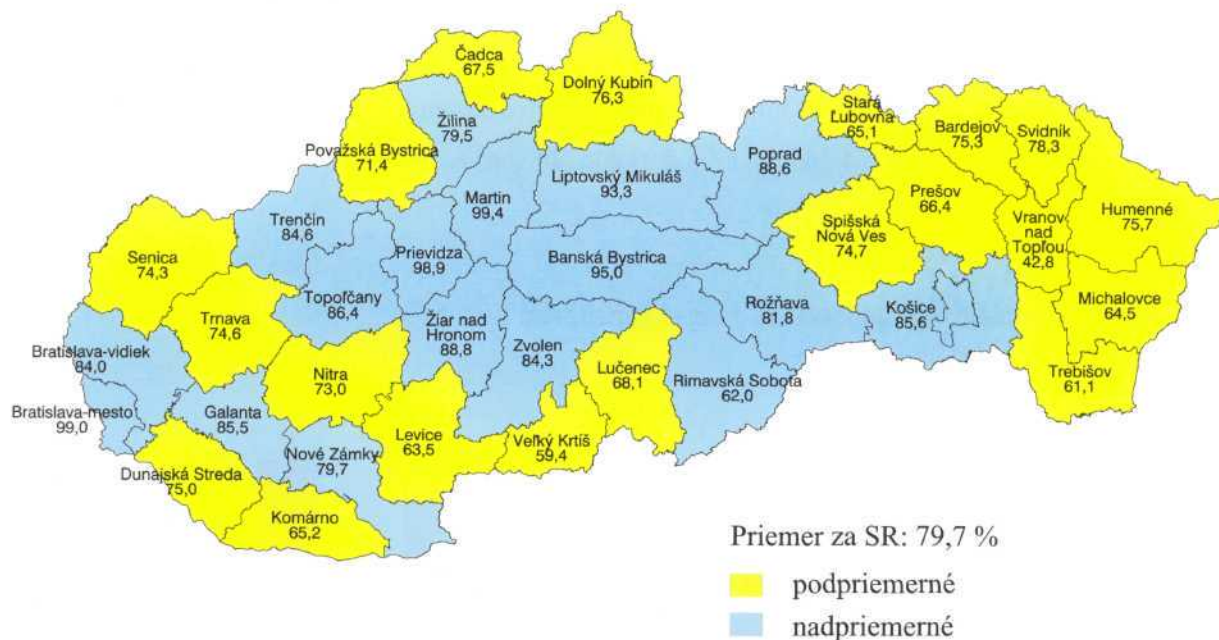 Čadca
67,5
Dolný Kubín
76,3
Žilina
79,5
Považská Bystrica
71,4
Stará
Ľubovňa
65,1
Bardejov
75,3
Svidník
78,3
Poprad
88,6
Liptovský Mikuláš
93,3
Martin
99,4
Prešov
66,4
Vranov
nad
Topľou
42,8
Humenné
75,7
Trenčín
84,6
Spišská
Nová Ves
74,7
Senica
74,3
Prievidza
98,9
Banská Bystrica
95,0
Topoľčany
86,4
Rožňava
81,8
Košice
85,6
Michalovce
64,5
Trnava
74,6
Žiar nad
Hronom
88,8
Zvolen
84,3
Bratislava-vidiek
84,0
Nitra
73,0
Lučenec
68,1
Rimavská Sobota
62,0
Trebišov
61,1
Bratislava-mesto
99,0
Galanta
85,5
Levice
63,5
Veľký Krtíš
59,4
Nové Zámky
79,7
Dunajská Streda
75,0
Komárno
65,2
Priemer za SR: 79,7 %
podpriemerné
nadpriemerné